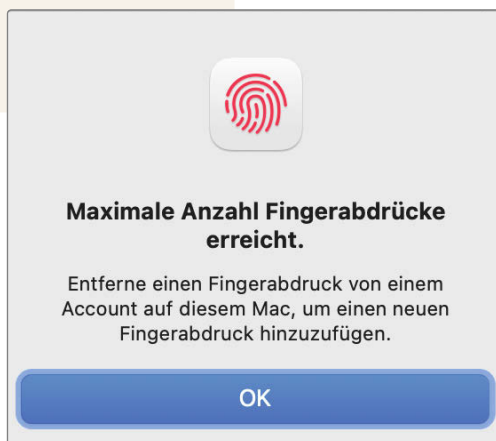 Maximale Anzahl Fingerabdrücke
erreicht.
Entferne einen Fingerabdruck von einem
Account auf diesem Mac, um einen neuen
Fingerabdruck hinzuzufügen.
OK